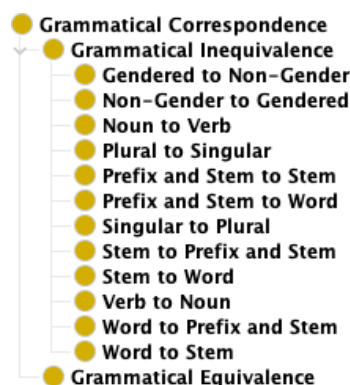 Grammatical Correspondence
Grammatical Inequivalence
Gendered to Non-Gender
Non-Gender to Gendered
Noun to Verb
Plural to Singular
Prefix and Stem to Stem
Prefix and Stem to Word
Singular to Plural
Stem to Prefix and Stem
Stem to Word
Verb to Noun
Word to Prefix and Stem
Word to Stem
Grammatical Equivalence